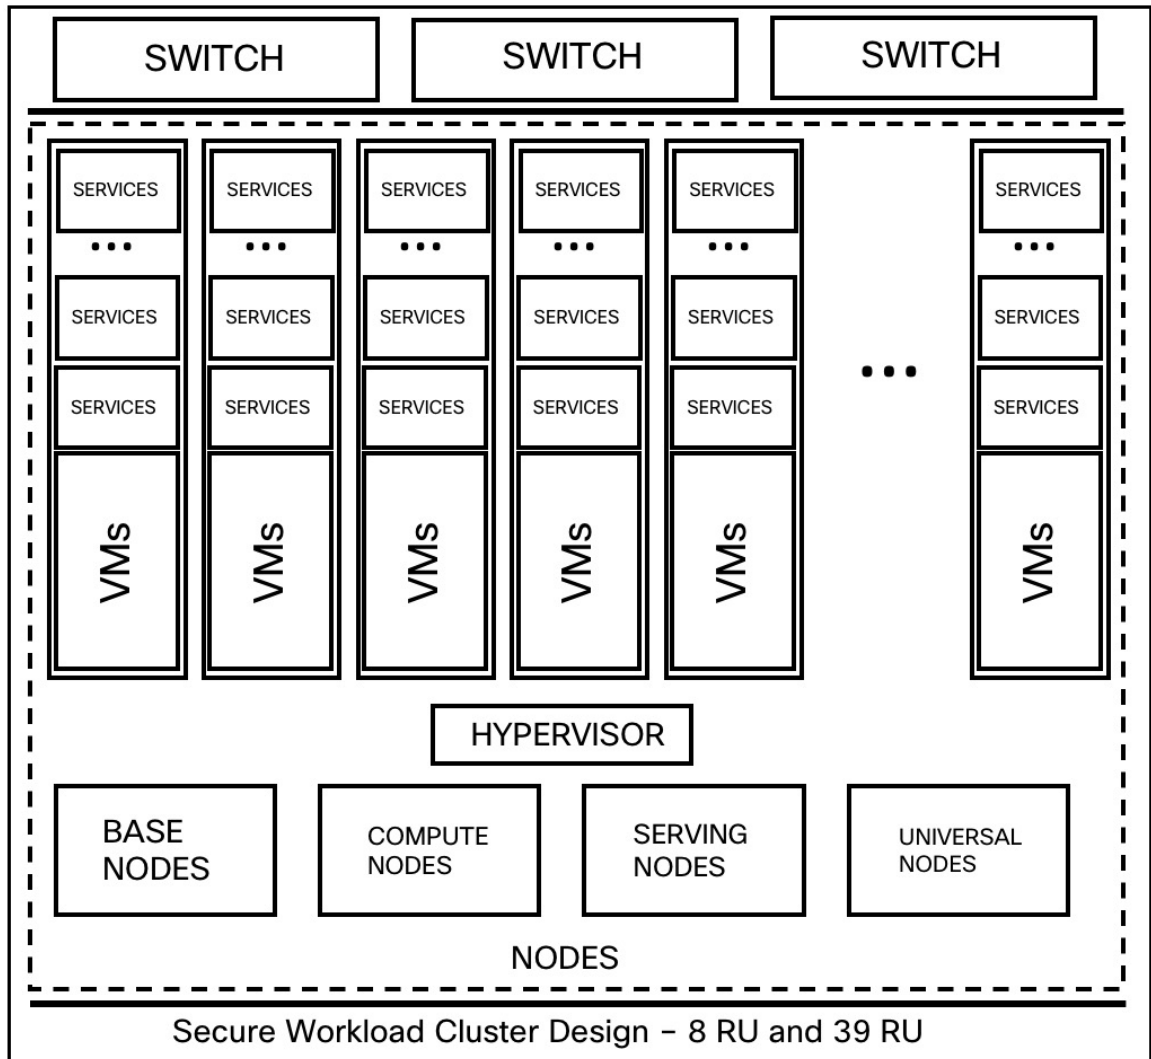 SWITCH SWITCH SWITCH
SERVICES SERVICES SERVICES SERVICES SERVICES SERVICES
... ... ... ... ... ...
SERVICES SERVICES SERVICES SERVICES SERVICES SERVICES
...
SERVICES SERVICES SERVICES SERVICES SERVICES SERVICES
VMs VMs VMs VMs VMs VMs
HYPERVISOR
BASE
NODES
COMPUTE
NODES
SERVING
NODES
UNIVERSAL
NODES
NODES
Secure Workload Cluster Design – 8 RU and 39 RU